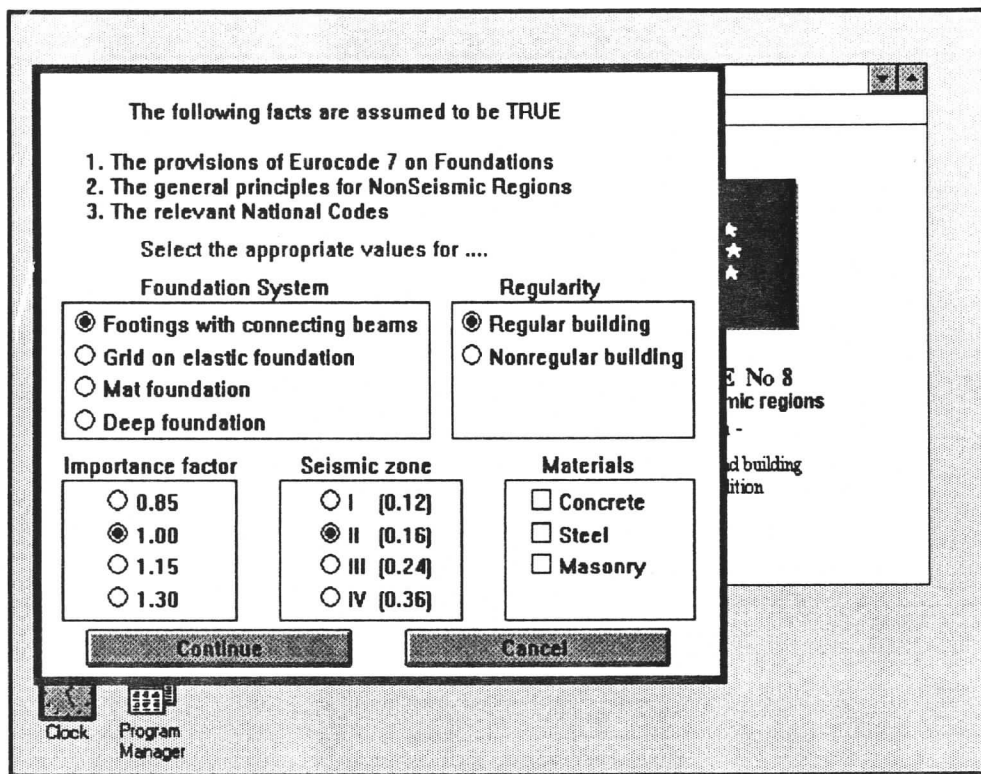 The following facts are assumed to be TRUE
1. The provisions of Eurocode 7 on Foundations
2. The general principles for NonSeismic Regions
3. The relevant National Codes
Select the appropriate values for ....
Foundation System
Footings with connecting beams
Grid on elastic foundation
Mat foundation
Deep foundation
Regularity
Regular building
Nonregular building
Importance factor
0.85
1.00
1.15
1.30
Seismic zone
I (0.12)
II (0.16)
III (0.24)
IV (0.36)
Materials
Concrete
Steel
Masonry
Continue
Cancel
No 8
regions
-
building
Clock
Program
Manager